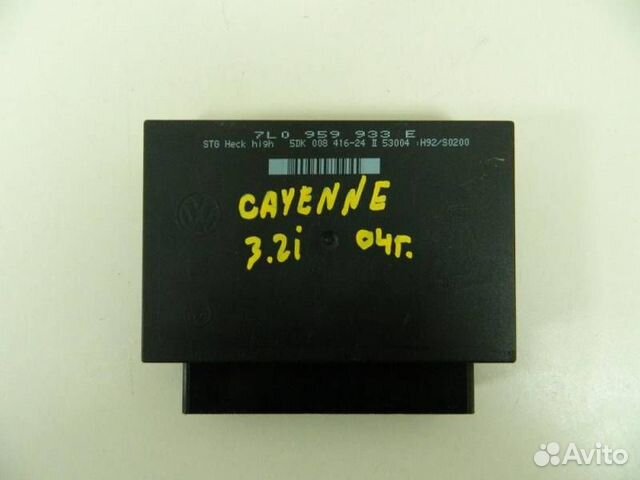 7L0 959 933 E
STG Heck high 5DK 008 416-24 II 53004 :H92/S0200
CAYENNE
3.2i 04г.
Avito